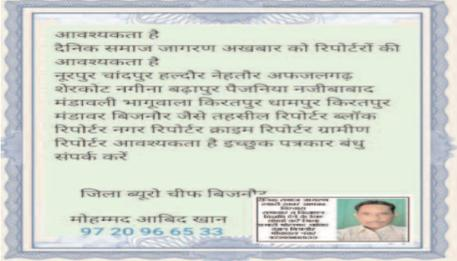 आवश्यकता है
दैनिक समाज जागरण अखबार को रिपोर्टरों की
आवश्यकता है
नूरपुर चांदपुर हल्दौर नेहतौर अफजलगढ़
शेरकोट नगीना बढ़ापुर पैजनिया नजीबाबाद
मंडावली भागूवाला किरतपुर धामपुर किरतपुर
मंडावर बिजनौर जैसे तहसील रिपोर्टर ब्लॉक
रिपोर्टर नगर रिपोर्टर क्राइम रिपोर्टर ग्रामीण
रिपोर्टर आवश्यकता है इच्छुक पत्रकार बंधु
संपर्क करें
जिला ब्यूरो चीफ बिजनौर
मोहम्मद आबिद खान
97 20 96 65 33